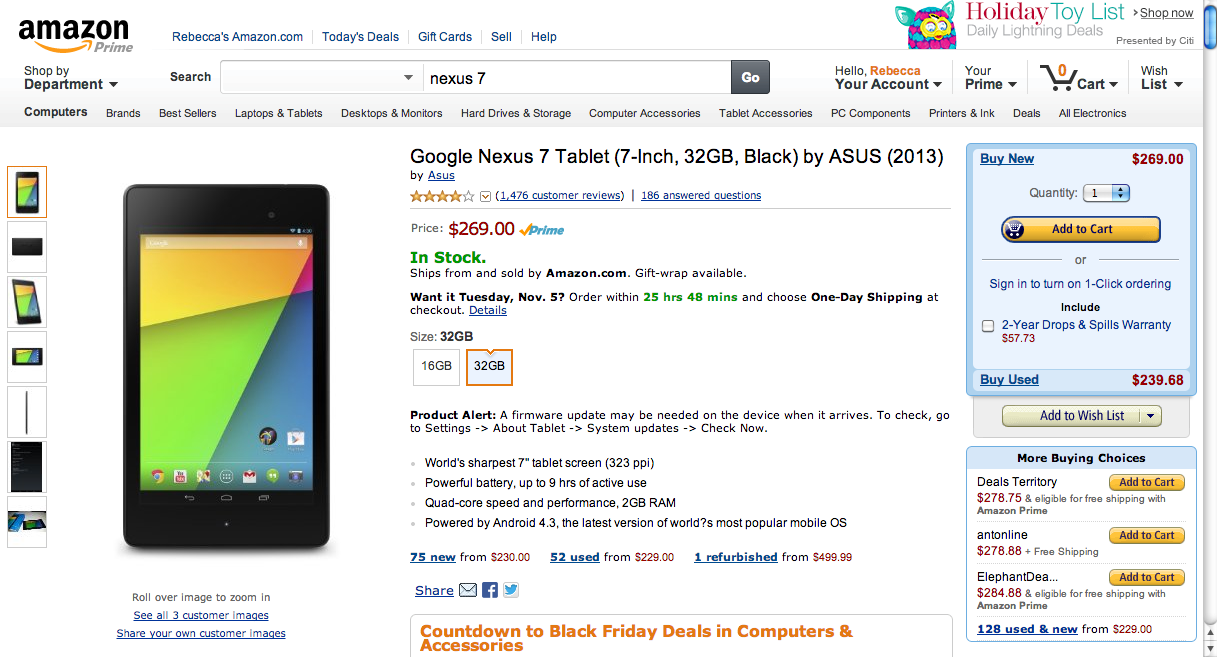 amazon
Prime
Rebecca's Amazon.com
Today's Deals
Gift Cards
Sell
Help
Holiday Toy List
Daily Lightning Deals
› Shop now
Presented by Citi
Shop by
Department
Search
nexus 7
Go
Hello, Rebecca
Your Account
Your
Prime
0
Cart
Wish
List
Computers
Brands
Best Sellers
Laptops & Tablets
Desktops & Monitors
Hard Drives & Storage
Computer Accessories
Tablet Accessories
PC Components
Printers & Ink
Deals
All Electronics
Google Nexus 7 Tablet (7-Inch, 32GB, Black) by ASUS (2013)
by Asus
(1,476 customer reviews) | 186 answered questions
Price: $269.00 Prime
In Stock.
Ships from and sold by Amazon.com. Gift-wrap available.
Want it Tuesday, Nov. 5? Order within 25 hrs 48 mins and choose One-Day Shipping at
checkout. Details
Size: 32GB
16GB
32GB
Product Alert: A firmware update may be needed on the device when it arrives. To check, go
to Settings -> About Tablet -> System updates -> Check Now.
World's sharpest 7" tablet screen (323 ppi)
Powerful battery, up to 9 hrs of active use
Quad-core speed and performance, 2GB RAM
Powered by Android 4.3, the latest version of world?s most popular mobile OS
75 new from $230.00
52 used from $229.00
1 refurbished from $499.99
Share
Countdown to Black Friday Deals in Computers &
Accessories
Google
Roll over image to zoom in
See all 3 customer images
Share your own customer images
Buy New
$269.00
Quantity: 1
Add to Cart
or
Sign in to turn on 1-Click ordering
Include
2-Year Drops & Spills Warranty
$57.73
Buy Used
$239.68
Add to Wish List
More Buying Choices
Deals Territory
Add to Cart
$278.75 & eligible for free shipping with
Amazon Prime
antonline
Add to Cart
$278.88 + Free Shipping
ElephantDea...
Add to Cart
$284.88 & eligible for free shipping with
Amazon Prime
128 used & new from $229.00